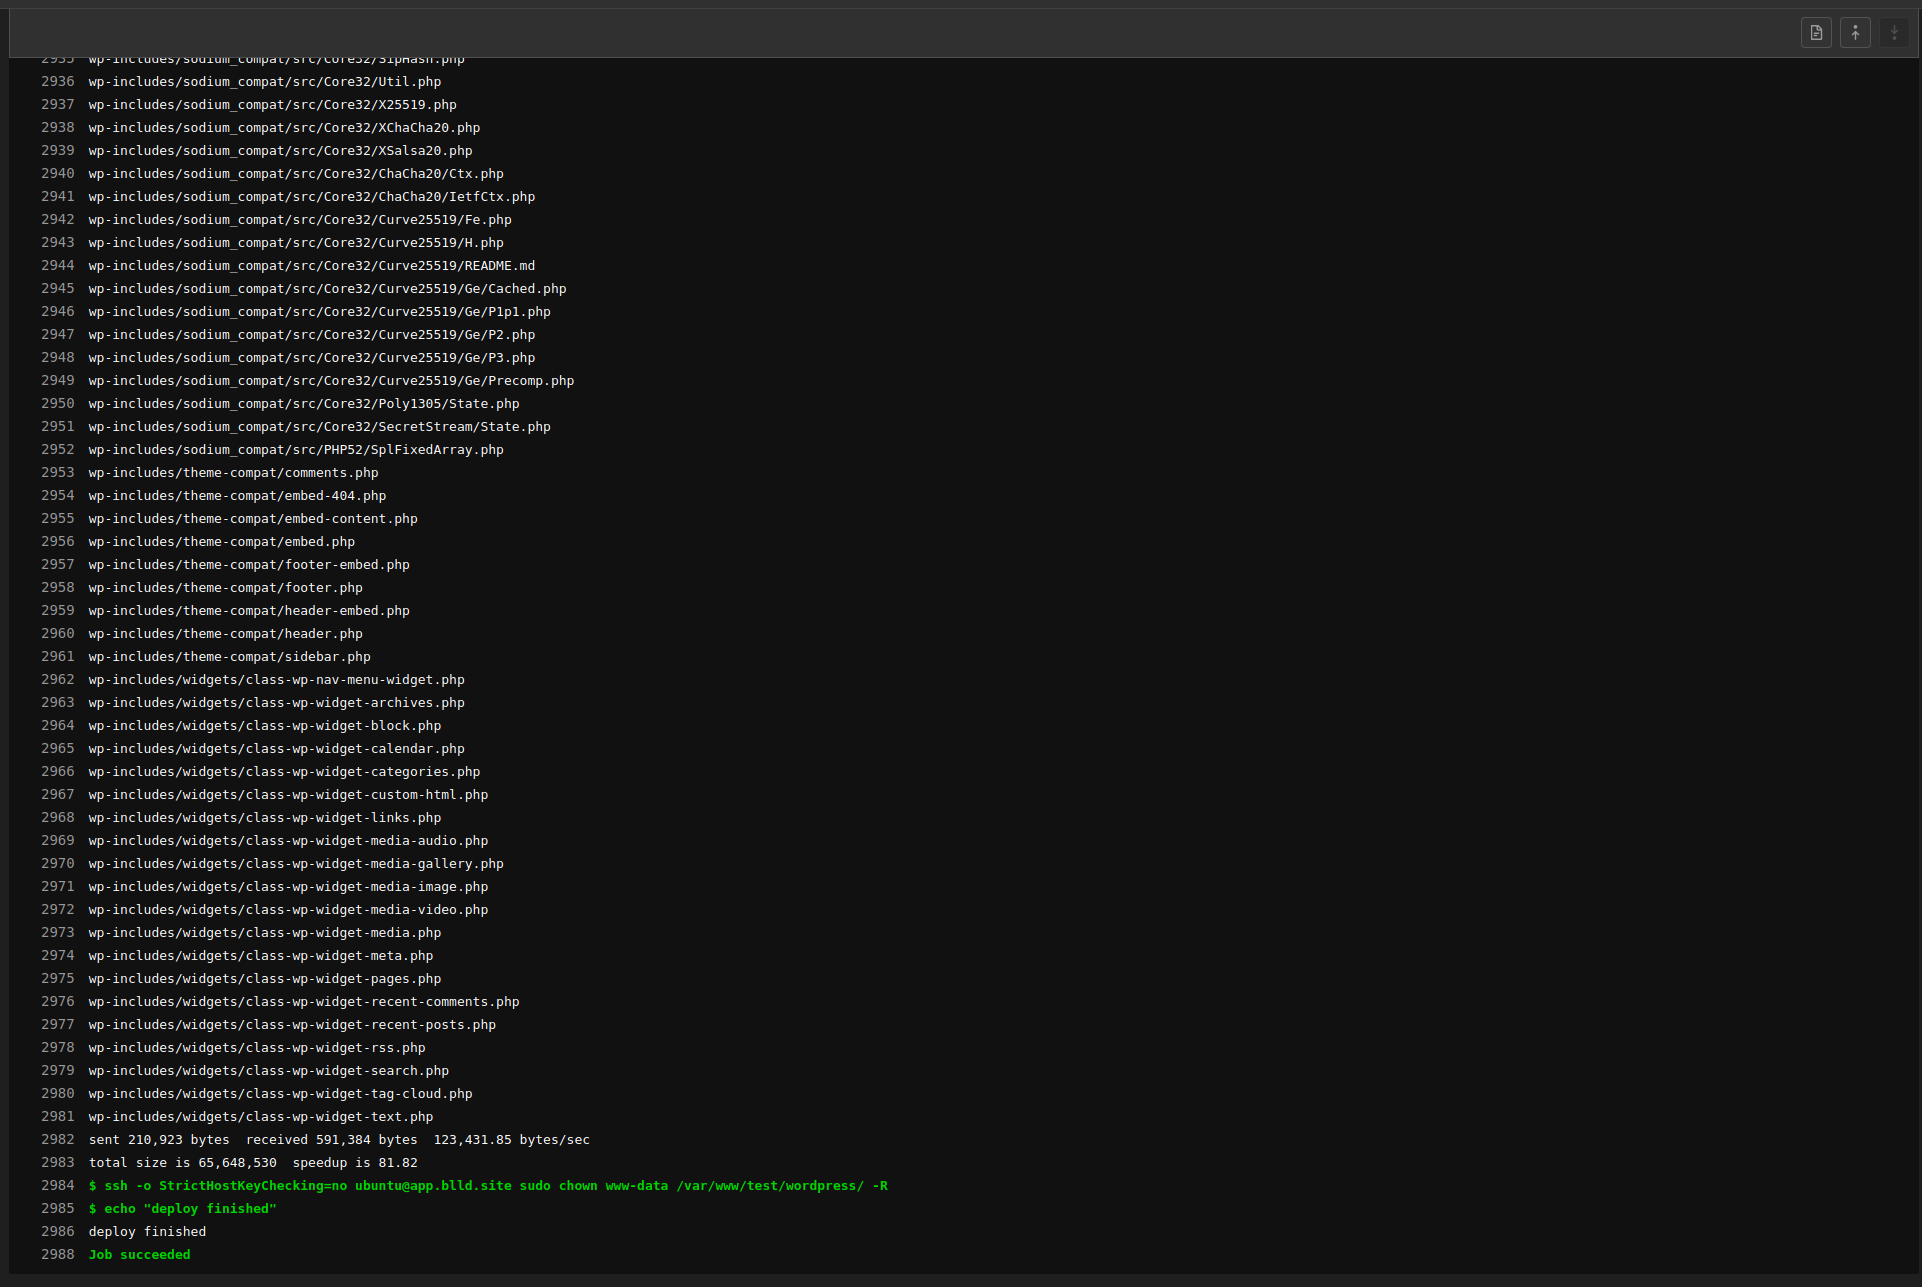 2935 wp-includes/sodium_compat/src/Core32/SipHash.php
2936 wp-includes/sodium_compat/src/Core32/Util.php
2937 wp-includes/sodium_compat/src/Core32/X25519.php
2938 wp-includes/sodium_compat/src/Core32/XChaCha20.php
2939 wp-includes/sodium_compat/src/Core32/XSalsa20.php
2940 wp-includes/sodium_compat/src/Core32/ChaCha20/Ctx.php
2941 wp-includes/sodium_compat/src/Core32/ChaCha20/IetfCtx.php
2942 wp-includes/sodium_compat/src/Core32/Curve25519/Fe.php
2943 wp-includes/sodium_compat/src/Core32/Curve25519/H.php
2944 wp-includes/sodium_compat/src/Core32/Curve25519/README.md
2945 wp-includes/sodium_compat/src/Core32/Curve25519/Ge/Cached.php
2946 wp-includes/sodium_compat/src/Core32/Curve25519/Ge/P1p1.php
2947 wp-includes/sodium_compat/src/Core32/Curve25519/Ge/P2.php
2948 wp-includes/sodium_compat/src/Core32/Curve25519/Ge/P3.php
2949 wp-includes/sodium_compat/src/Core32/Curve25519/Ge/Precomp.php
2950 wp-includes/sodium_compat/src/Core32/Poly1305/State.php
2951 wp-includes/sodium_compat/src/Core32/SecretStream/State.php
2952 wp-includes/sodium_compat/src/PHP52/SplFixedArray.php
2953 wp-includes/theme-compat/comments.php
2954 wp-includes/theme-compat/embed-404.php
2955 wp-includes/theme-compat/embed-content.php
2956 wp-includes/theme-compat/embed.php
2957 wp-includes/theme-compat/footer-embed.php
2958 wp-includes/theme-compat/footer.php
2959 wp-includes/theme-compat/header-embed.php
2960 wp-includes/theme-compat/header.php
2961 wp-includes/theme-compat/sidebar.php
2962 wp-includes/widgets/class-wp-nav-menu-widget.php
2963 wp-includes/widgets/class-wp-widget-archives.php
2964 wp-includes/widgets/class-wp-widget-block.php
2965 wp-includes/widgets/class-wp-widget-calendar.php
2966 wp-includes/widgets/class-wp-widget-categories.php
2967 wp-includes/widgets/class-wp-widget-custom-html.php
2968 wp-includes/widgets/class-wp-widget-links.php
2969 wp-includes/widgets/class-wp-widget-media-audio.php
2970 wp-includes/widgets/class-wp-widget-media-gallery.php
2971 wp-includes/widgets/class-wp-widget-media-image.php
2972 wp-includes/widgets/class-wp-widget-media-video.php
2973 wp-includes/widgets/class-wp-widget-media.php
2974 wp-includes/widgets/class-wp-widget-meta.php
2975 wp-includes/widgets/class-wp-widget-pages.php
2976 wp-includes/widgets/class-wp-widget-recent-comments.php
2977 wp-includes/widgets/class-wp-widget-recent-posts.php
2978 wp-includes/widgets/class-wp-widget-rss.php
2979 wp-includes/widgets/class-wp-widget-search.php
2980 wp-includes/widgets/class-wp-widget-tag-cloud.php
2981 wp-includes/widgets/class-wp-widget-text.php
2982 sent 210,923 bytes  received 591,384 bytes  123,431.85 bytes/sec
2983 total size is 65,648,530  speedup is 81.82
2984 $ ssh -o StrictHostKeyChecking=no ubuntu@app.blld.site sudo chown www-data /var/www/test/wordpress/ -R
2985 $ echo "deploy finished"
2986 deploy finished
2988 Job succeeded